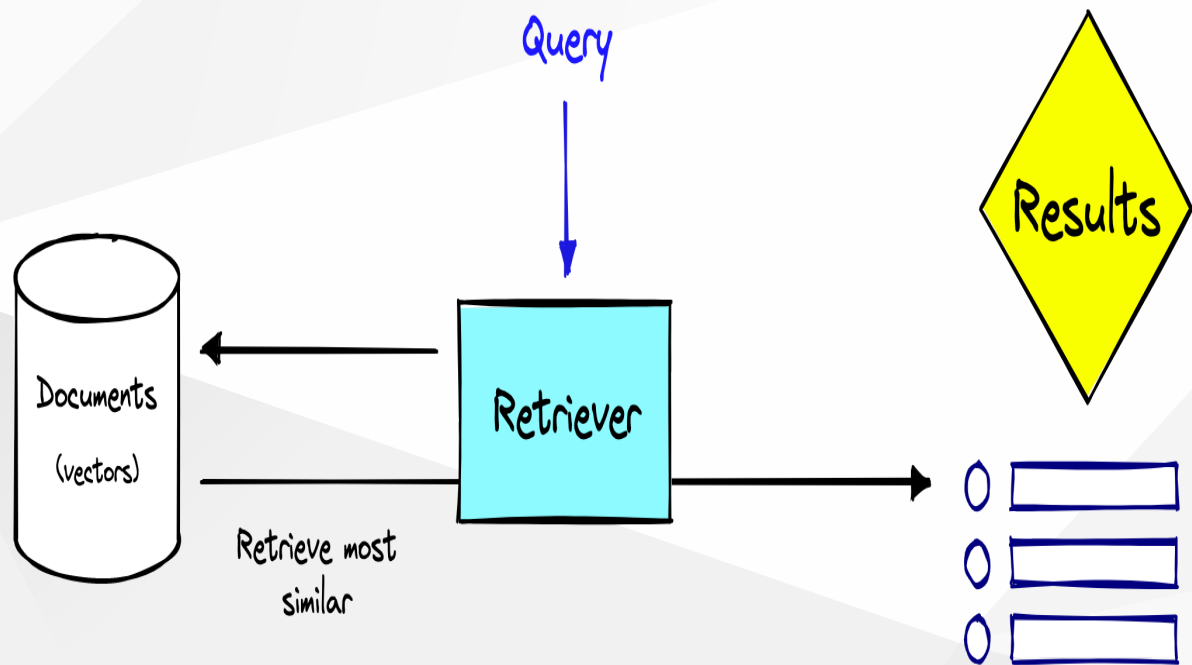 Query
Results
Documents
(vectors)
Retriever
Retrieve most
similar